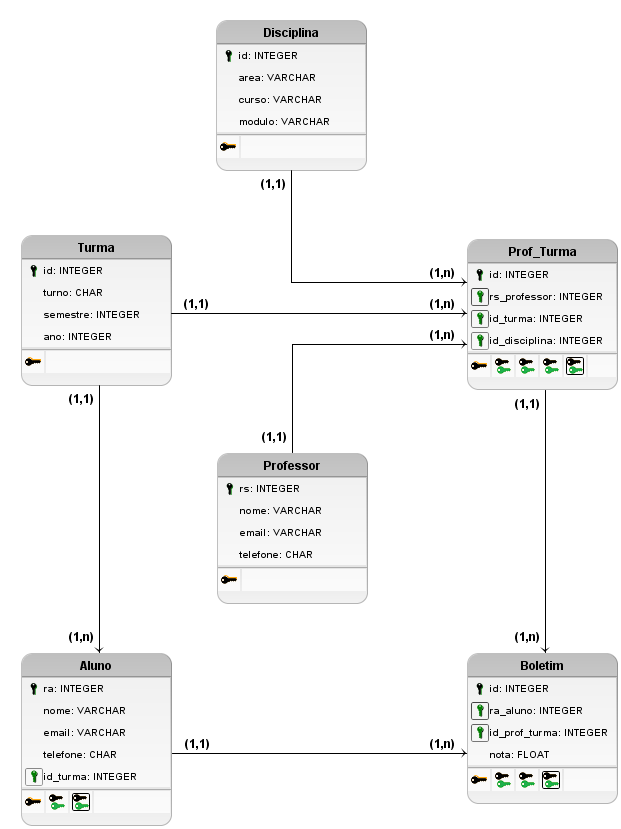 Disciplina
id: INTEGER
area: VARCHAR
curso: VARCHAR
modulo: VARCHAR
(1,1)
Turma
id: INTEGER
turno: CHAR
semestre: INTEGER
ano: INTEGER
(1,1)
(1,1)
Prof_Turma
id: INTEGER
rs_professor: INTEGER
id_turma: INTEGER
id_disciplina: INTEGER
(1,n)
(1,n)
(1,n)
(1,1)
(1,1)
Professor
rs: INTEGER
nome: VARCHAR
email: VARCHAR
telefone: CHAR
(1,n)
Aluno
ra: INTEGER
nome: VARCHAR
email: VARCHAR
telefone: CHAR
id_turma: INTEGER
(1,1)
(1,n)
(1,n)
Boletim
id: INTEGER
ra_aluno: INTEGER
id_prof_turma: INTEGER
nota: FLOAT